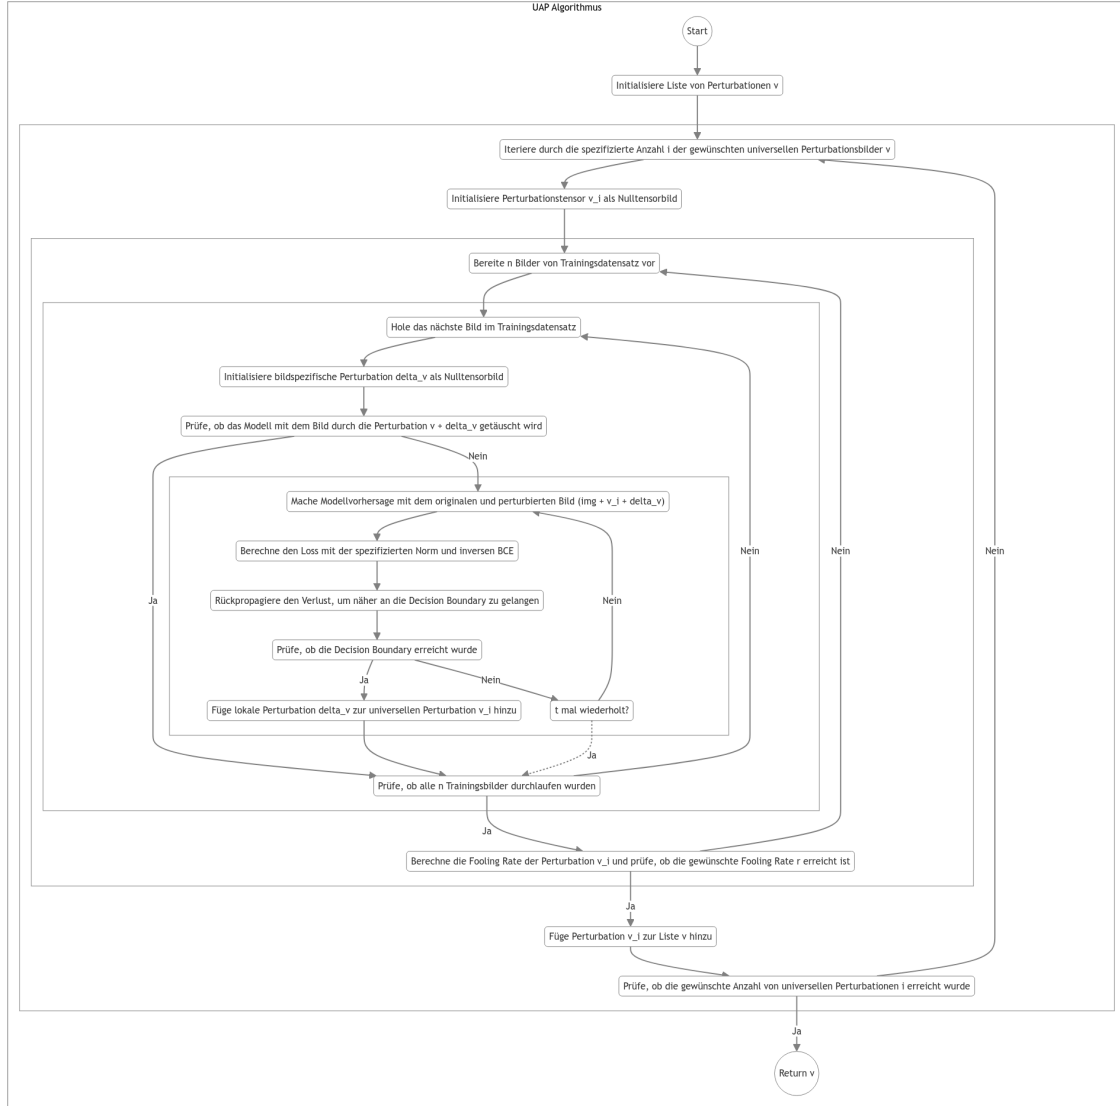 UAP Algorithmus
Start
Initialisiere Liste von Perturbationen v
Iteriere durch die spezifizierte Anzahl i der gewünschten universellen Perturbationsbilder v
Initialisiere Perturbationstensor v_i als Nulltensorbild
Bereite n Bilder von Trainingsdatensatz vor
Hole das nächste Bild im Trainingsdatensatz
Initialisiere bildspezifische Perturbation delta_v als Nulltensorbild
Prüfe, ob das Modell mit dem Bild durch die Perturbation v + delta_v getäuscht wird
Nein
Mache Modellvorhersage mit dem originalen und perturbierten Bild (img + v_i + delta_v)
Berechne den Loss mit der spezifizierten Norm und inversen BCE
Nein
Nein
Nein
Ja
Rückpropagiere den Verlust, um näher an die Decision Boundary zu gelangen
Nein
Prüfe, ob die Decision Boundary erreicht wurde
Ja
Nein
Füge lokale Perturbation delta_v zur universellen Perturbation v_i hinzu
t mal wiederholt?
Ja
Prüfe, ob alle n Trainingsbilder durchlaufen wurden
Ja
Berechne die Fooling Rate der Perturbation v_i und prüfe, ob die gewünschte Fooling Rate r erreicht ist
Ja
Füge Perturbation v_i zur Liste v hinzu
Prüfe, ob die gewünschte Anzahl von universellen Perturbationen i erreicht wurde
Ja
Return v